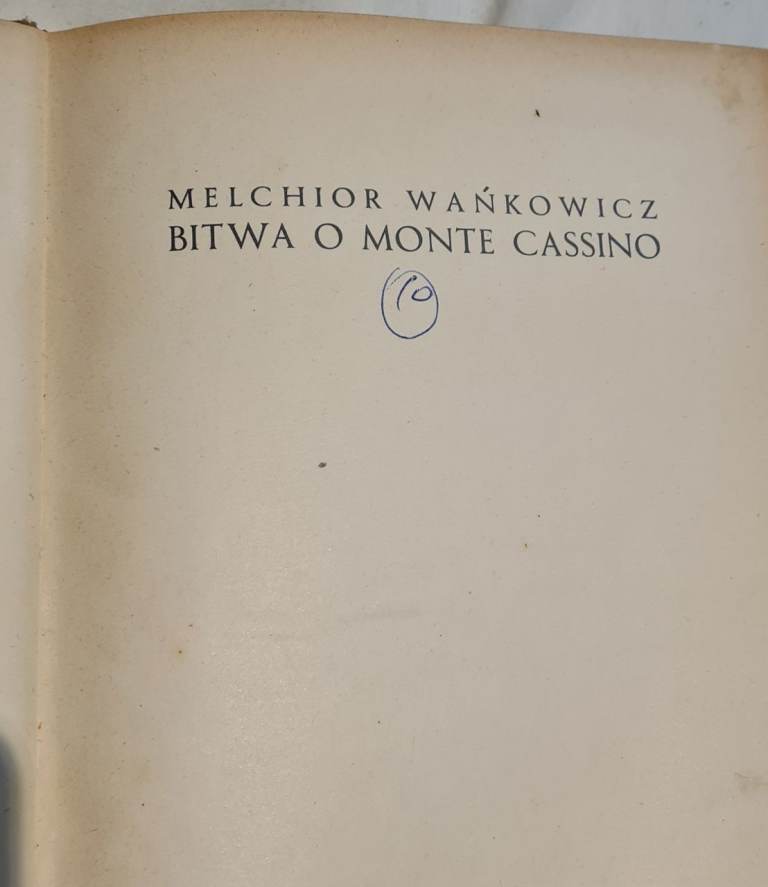 MELCHIOR WAŃKOWICZ
BITWA O MONTE CASSINO
10